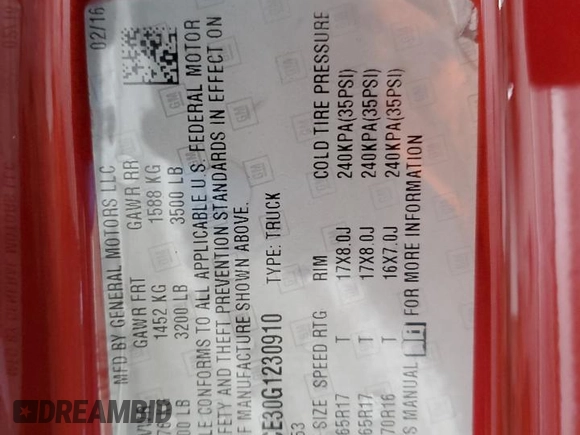 MFD BY GENERAL MOTORS LLC 02/16
GAWR FRT GAWR RR
1452 KG 1588 KG
3200 LB 3500 LB
CONFORMS TO ALL APPLICABLE U.S. FEDERAL MOTOR
AND THEFT PREVENTION STANDARDS IN EFFECT ON
MANUFACTURE SHOWN ABOVE.
CE30G1230910 TYPE: TRUCK
SIZE SPEED RTG RIM COLD TIRE PRESSURE
65R17 T 17X8.0J 240KPA(35PSI)
65R17 T 17X8.0J 240KPA(35PSI)
70R16 T 16X7.0J 240KPA(35PSI)
MANUAL i FOR MORE INFORMATION
GM
DREAMBID